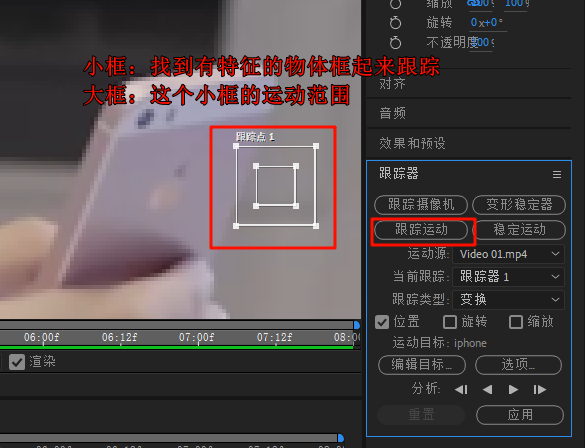 缩放
100
旋转
0x+0°
不透明度
小框：找到有特征的物体框起来跟踪
大框：这个小框的运动范围
对齐
音频
效果和预设
跟踪点 1
跟踪器
跟踪摄像机 变形稳定器
跟踪运动 稳定运动
运动源: Video 01.mp4
当前跟踪: 跟踪器 1
跟踪类型: 变换
位置 旋转 缩放
运动目标: iphone
编辑目标... 选项...
分析:
重置 应用
06:00f 06:12f 07:00f 07:12f 08:00
渲染